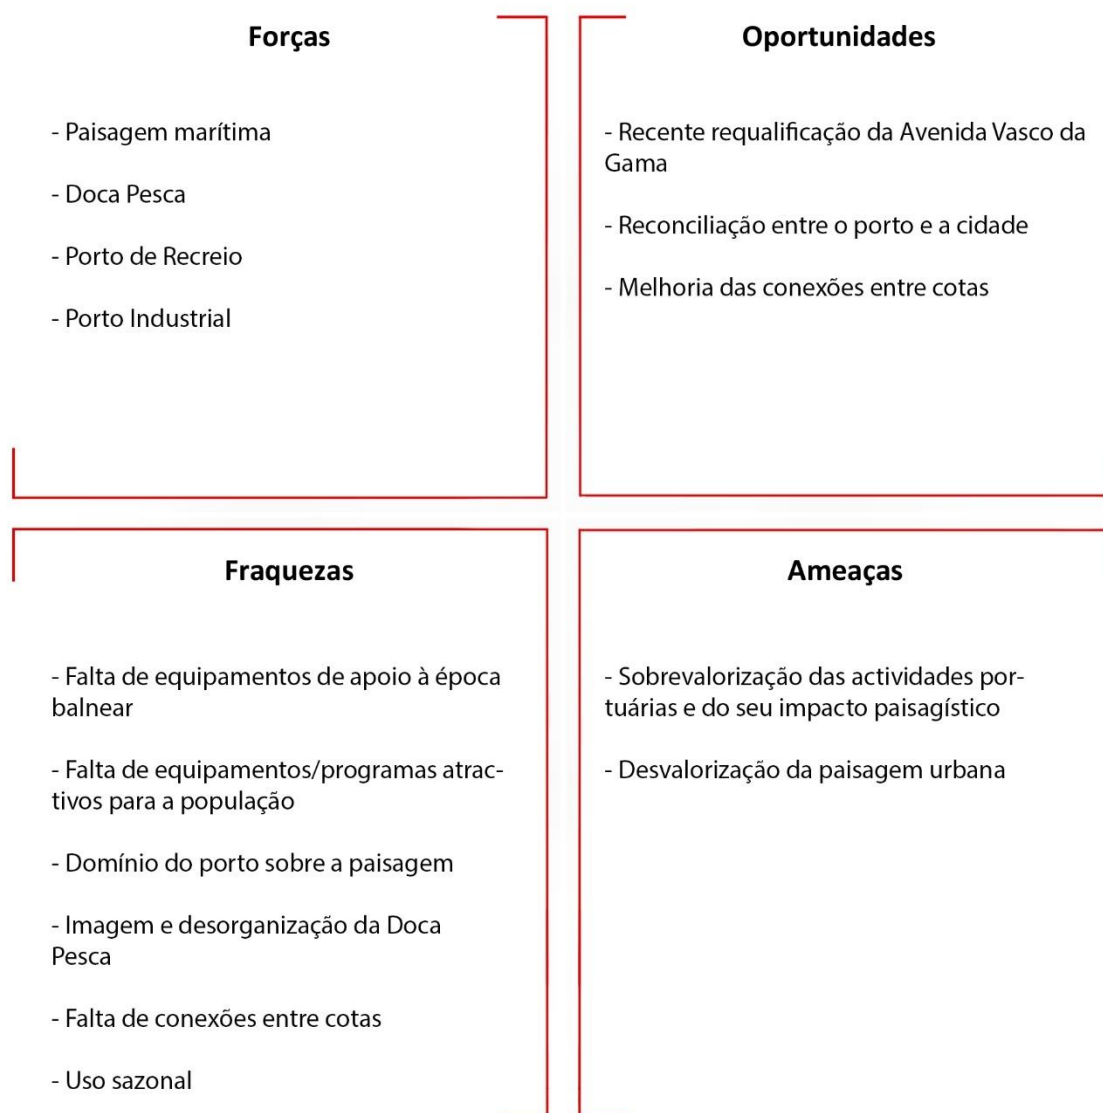 Forças
- Paisagem marítima
- Doca Pesca
- Porto de Recreio
- Porto Industrial
Oportunidades
- Recente requalificação da Avenida Vasco da
Gama
- Reconciliação entre o porto e a cidade
- Melhoria das conexões entre cotas
Fraquezas
- Falta de equipamentos de apoio à época
balnear
- Falta de equipamentos/programas atrac-
tivos para a população
- Domínio do porto sobre a paisagem
- Imagem e desorganização da Doca
Pesca
- Falta de conexões entre cotas
- Uso sazonal
Ameaças
- Sobrevalorização das actividades por-
tuárias e do seu impacto paisagístico
- Desvalorização da paisagem urbana